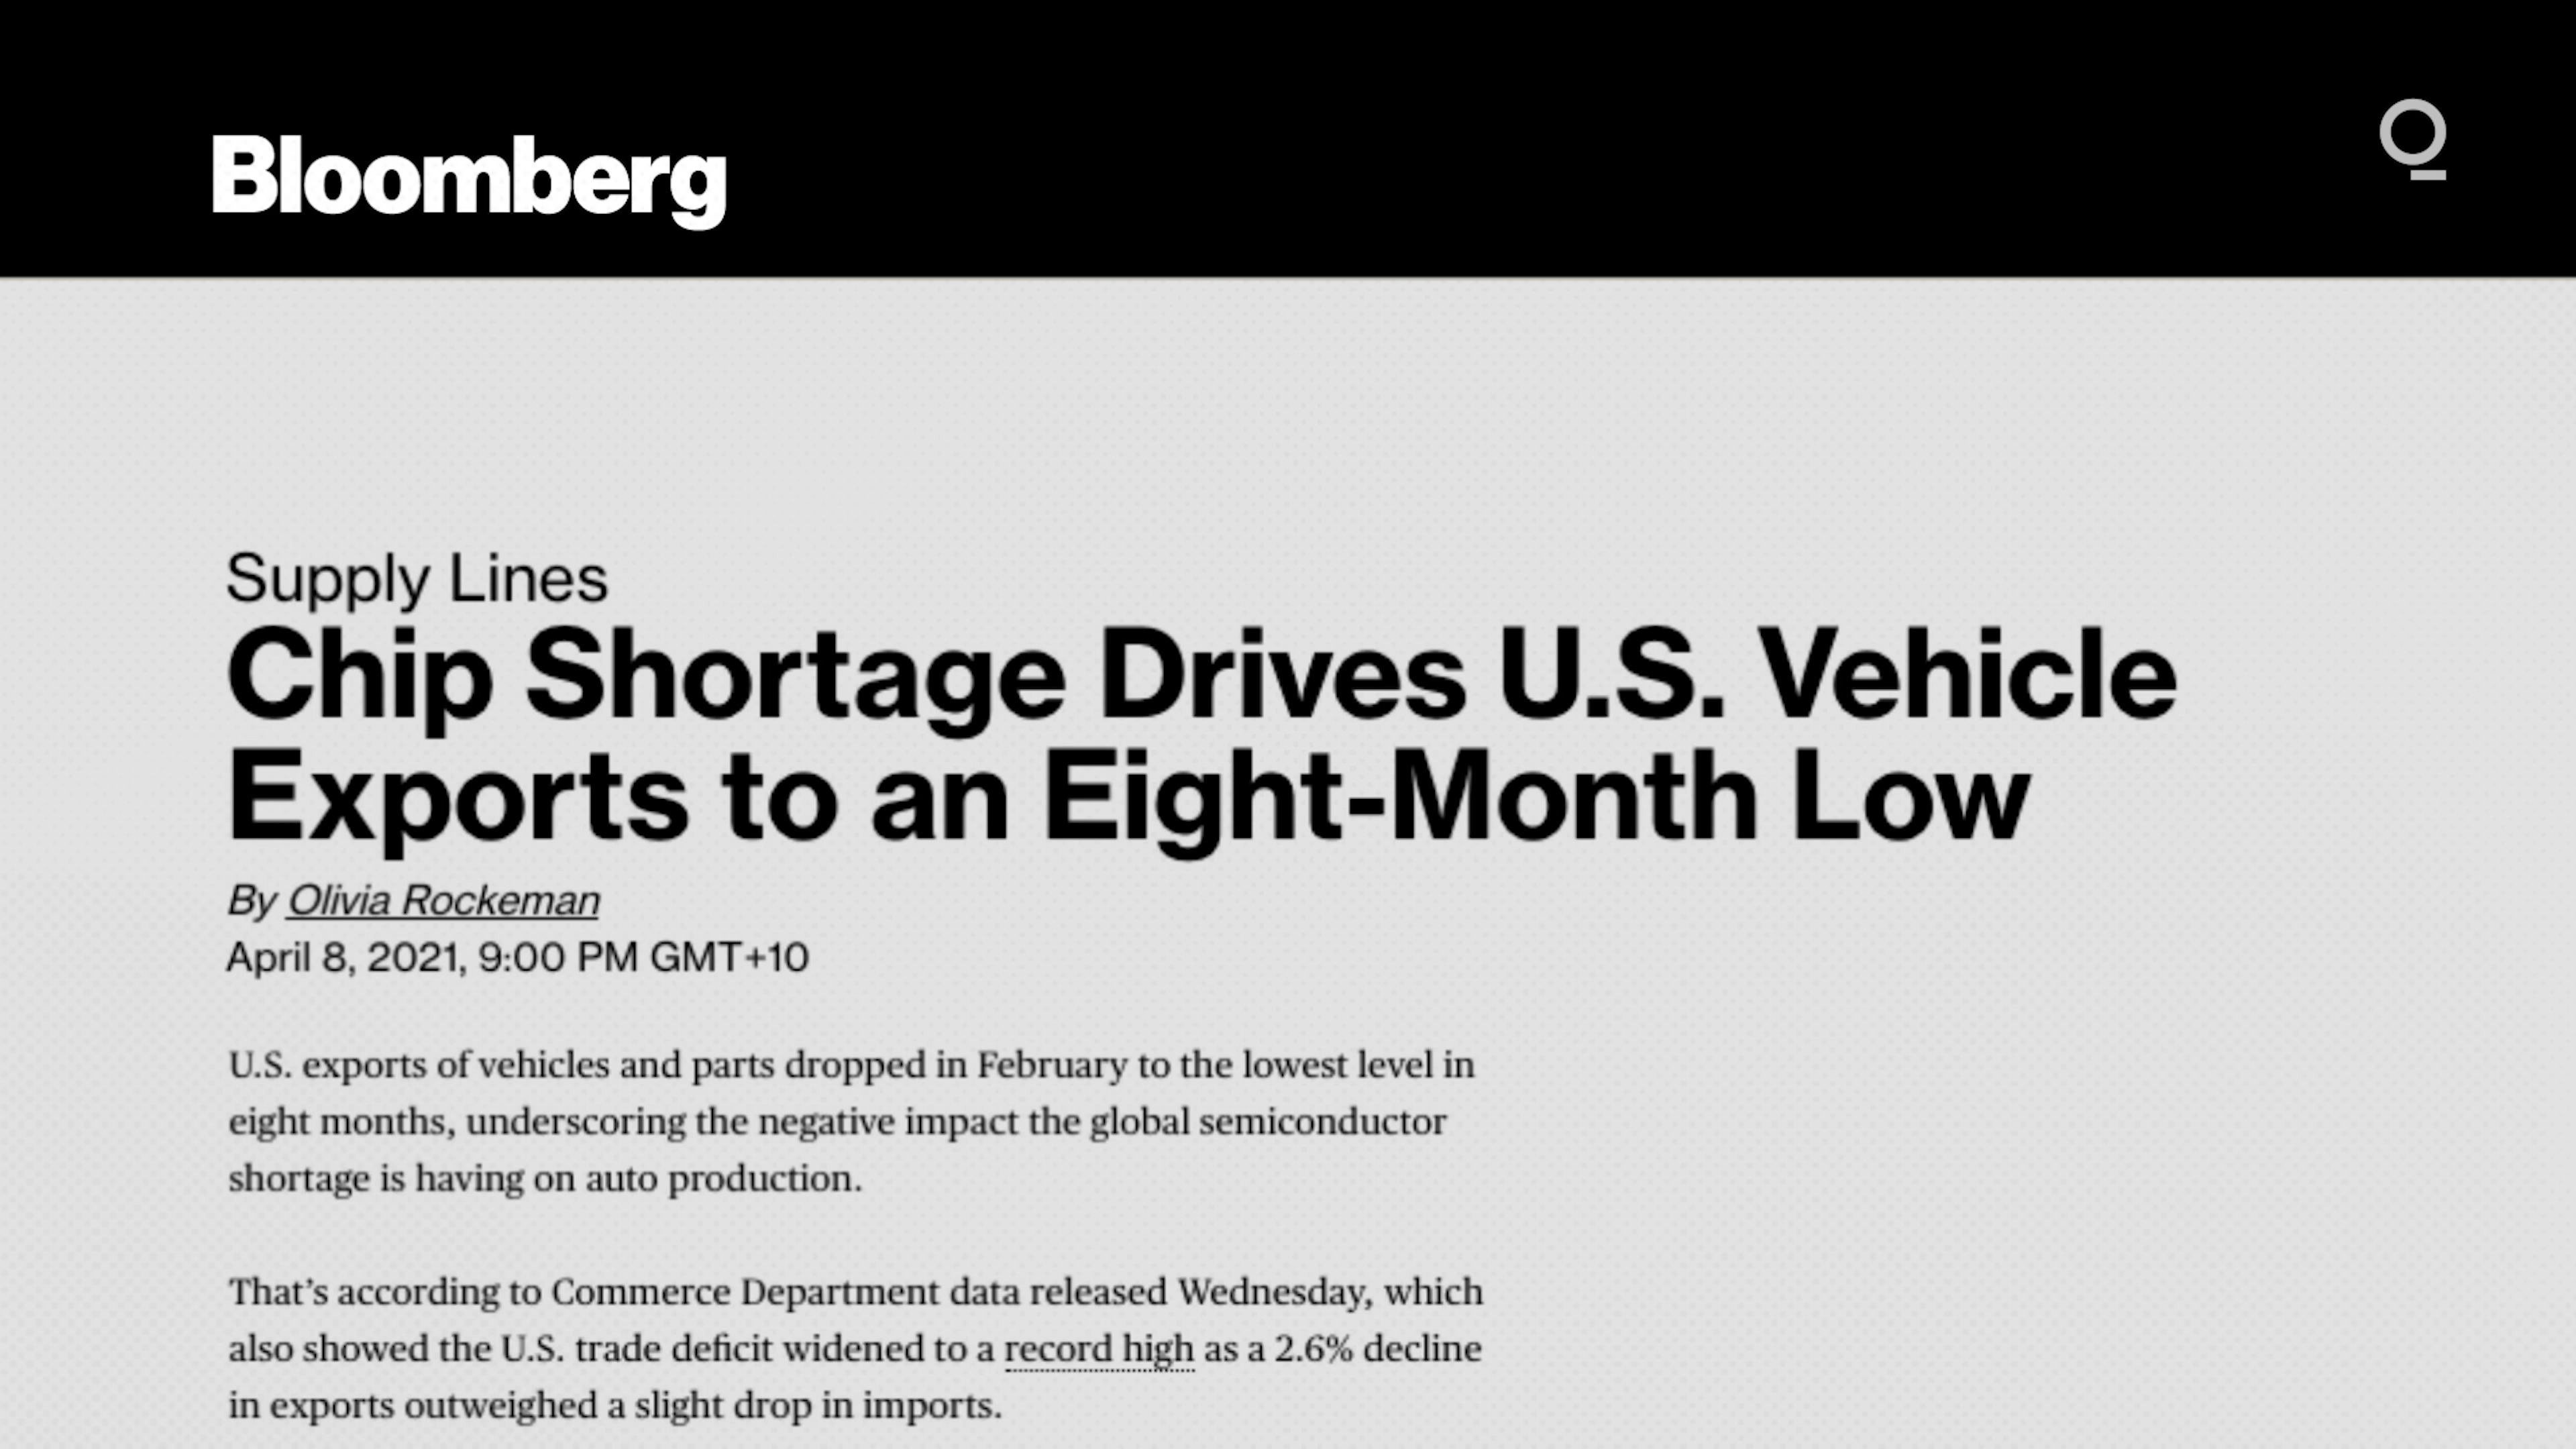 Bloomberg
Supply Lines
Chip Shortage Drives U.S. Vehicle
Exports to an Eight-Month Low
By Olivia Rockeman
April 8, 2021, 9:00 PM GMT+10
U.S. exports of vehicles and parts dropped in February to the lowest level in
eight months, underscoring the negative impact the global semiconductor
shortage is having on auto production.
That’s according to Commerce Department data released Wednesday, which
also showed the U.S. trade deficit widened to a record high as a 2.6% decline
in exports outweighed a slight drop in imports.